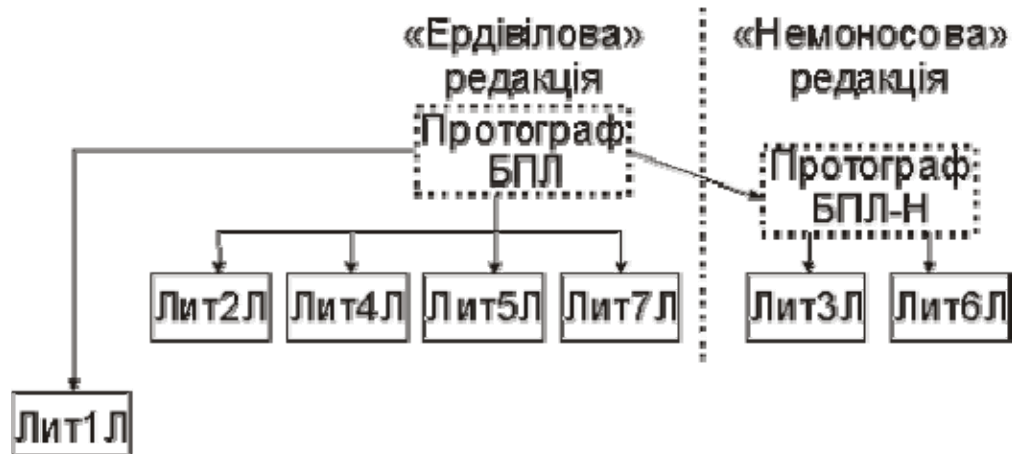 «Ердівілова»
редакція
Протограф
БПЛ
«Немоносова»
редакція
Протограф
БПЛ-Н
Лит2Л
Лит4Л
Лит5Л
Лит7Л
Лит3Л
Лит6Л
Лит1Л